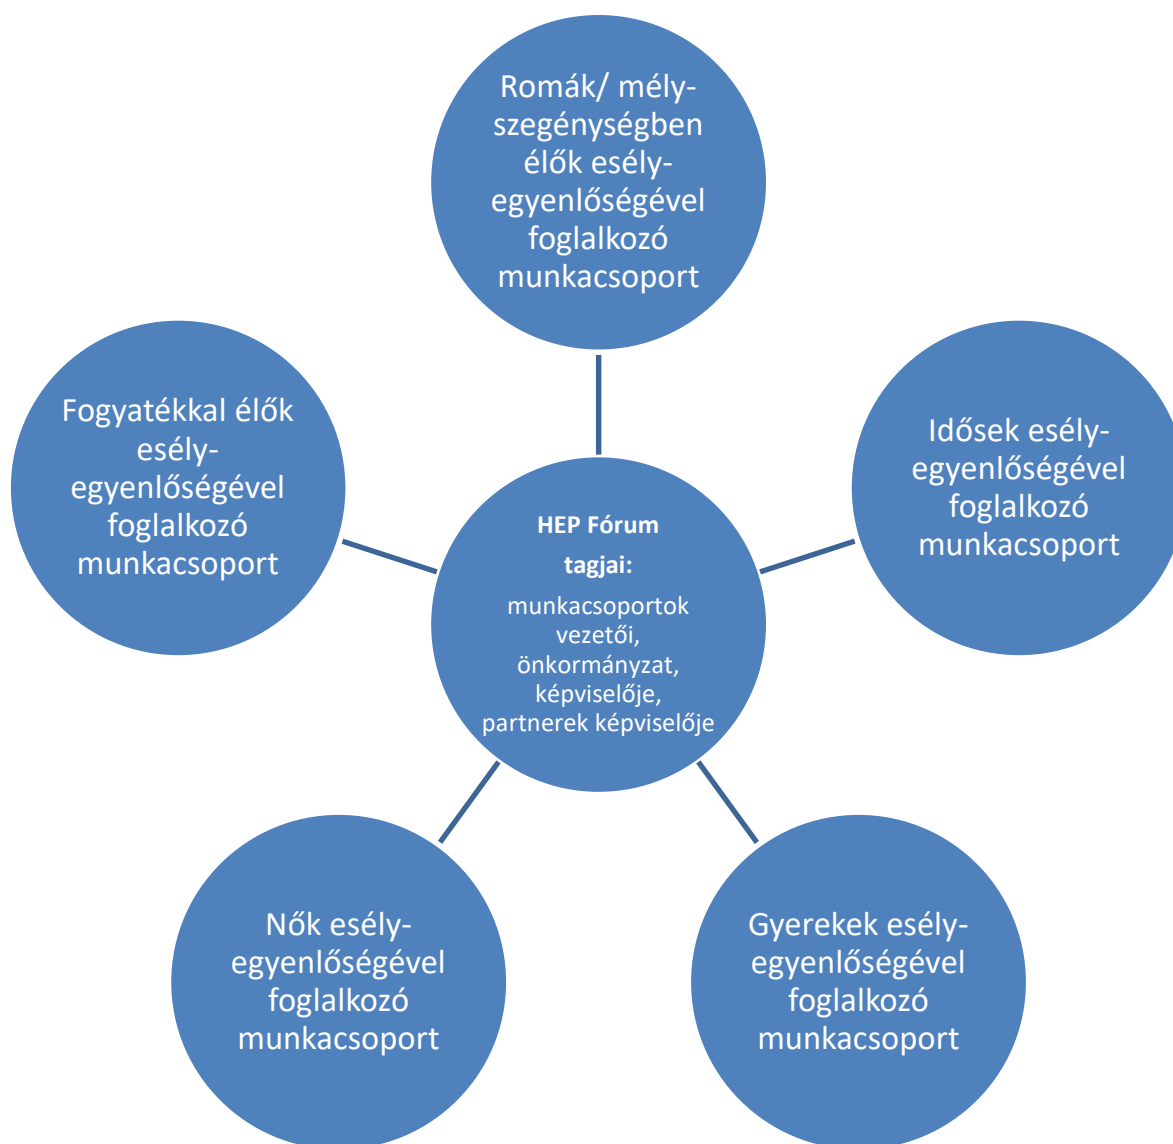 Romák/ mély-
szegénységben
élők esély-
egyenlőségével
foglalkozó
munkacsoport
Fogyatékkal élők
esély-
egyenlőségével
foglalkozó
munkacsoport
Idősek esély-
egyenlőségével
foglalkozó
munkacsoport
HEP Fórum
tagjai:
munkacsoportok
vezetői,
önkormányzat,
képviselője,
partnerek képviselője
Nők esély-
egyenlőségével
foglalkozó
munkacsoport
Gyerekek esély-
egyenlőségével
foglalkozó
munkacsoport